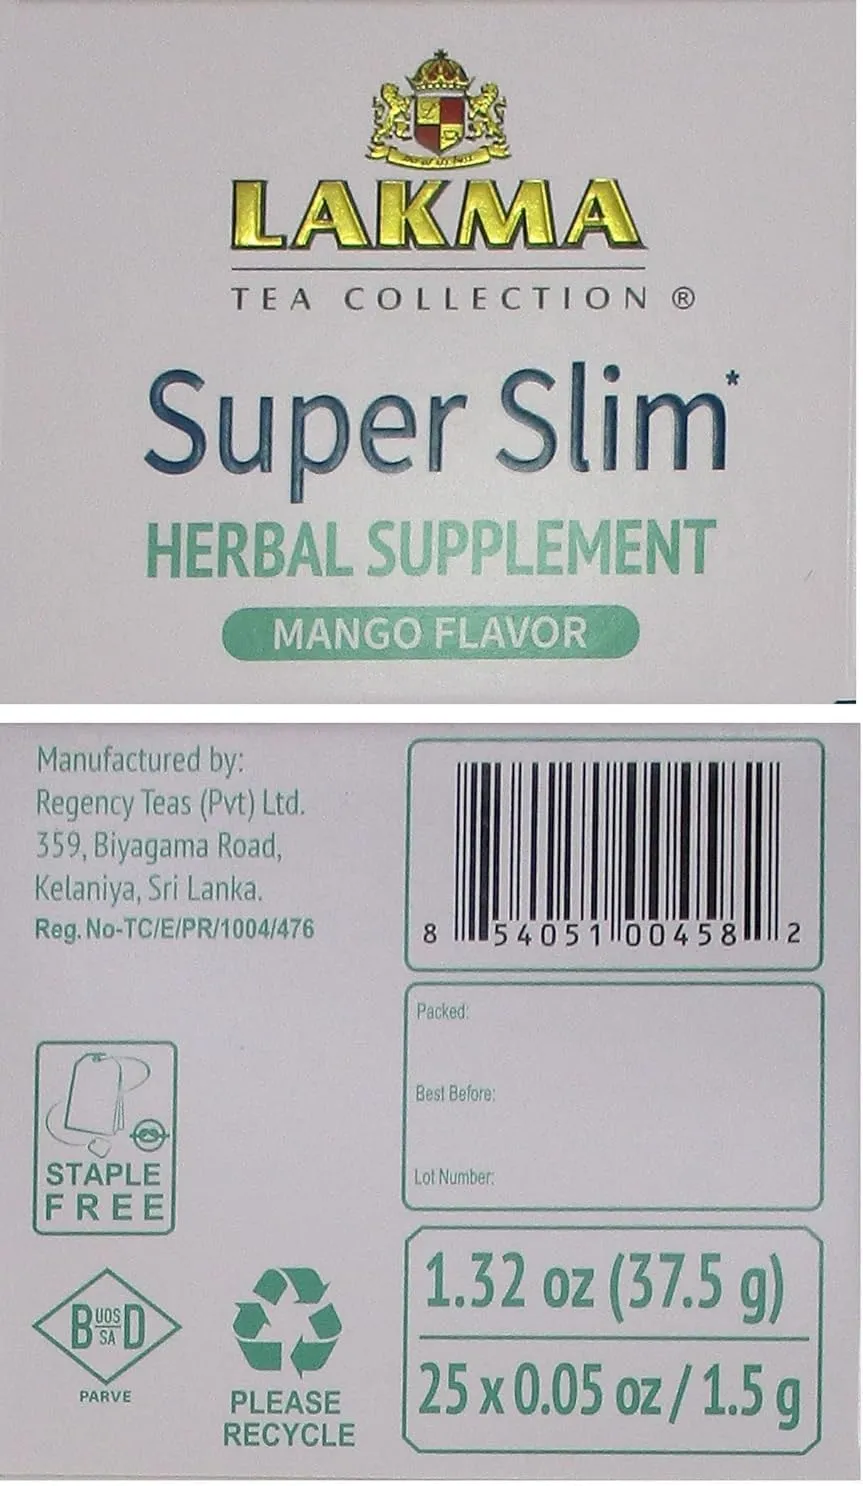 LAKMA
TEA COLLECTION ®
Super Slim*
HERBAL SUPPLEMENT
MANGO FLAVOR
Manufactured by:
Regency Teas (Pvt) Ltd.
359, Biyagama Road,
Kelaniya, Sri Lanka.
Reg. No-TC/E/PR/1004/476
8 54051 00458 2
Packed:
Best Before:
Lot Number:
STAPLE
FREE
B UOS SA D
PARVE
PLEASE
RECYCLE
1.32 oz (37.5 g)
25 x 0.05 oz / 1.5 g